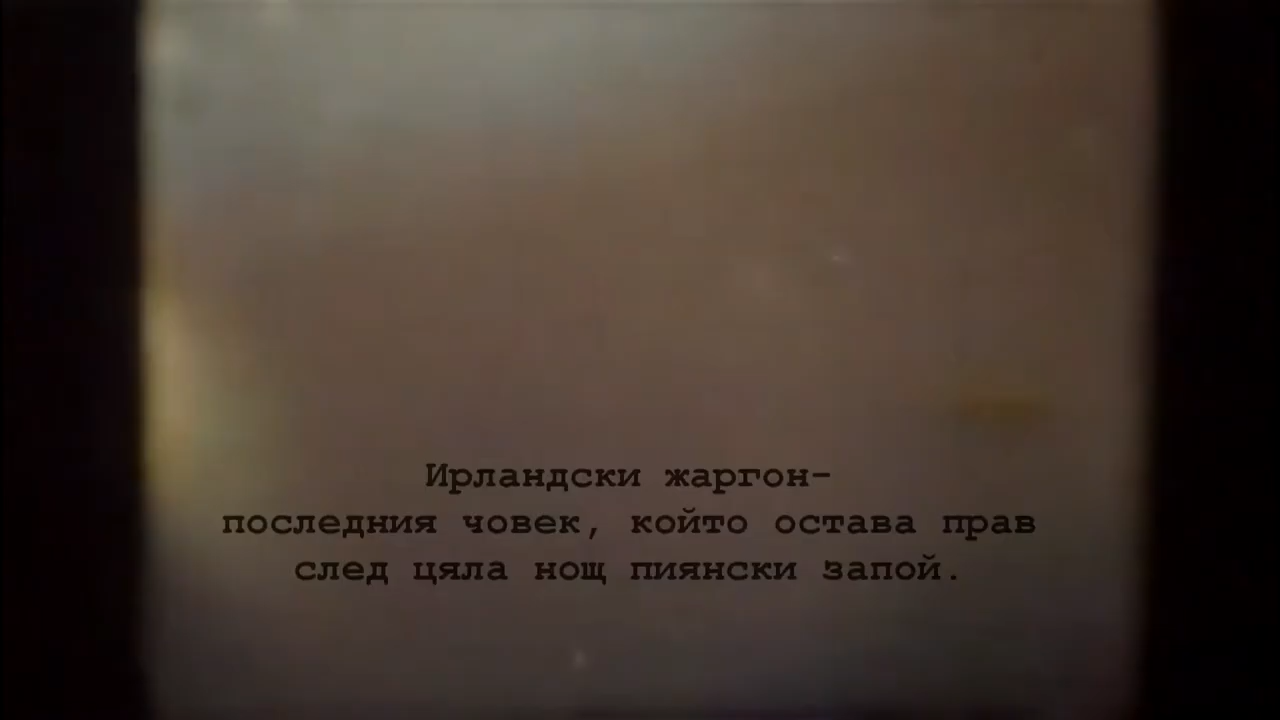 Ирландски жаргон-
последния човек, който остава прав
след цяла нощ пиянски запой.